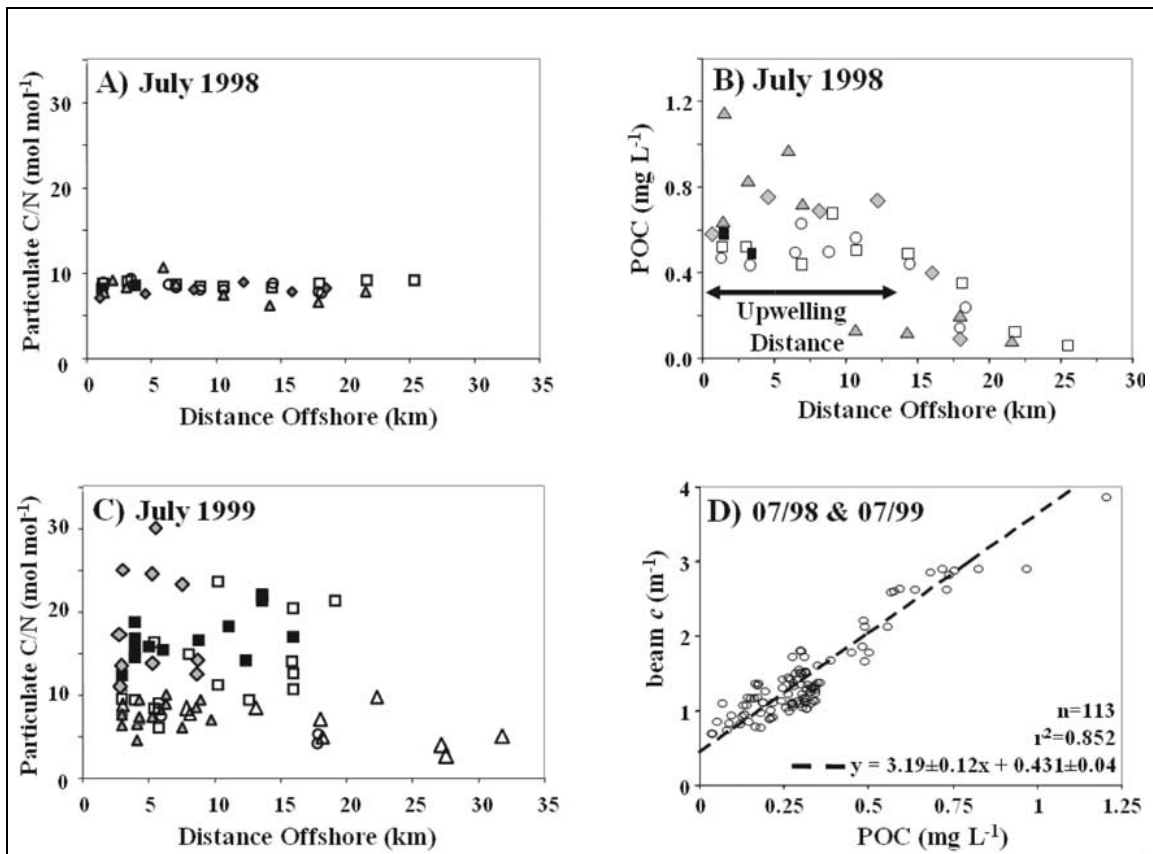 A) July 1998
Particulate C/N (mol mol⁻¹)
30
20
10
0
0 5 10 15 20 25 30 35
Distance Offshore (km)
B) July 1998
POC (mg L⁻¹)
1.2
0.8
0.4
0.0
Upwelling
Distance
0 5 10 15 20 25 30
Distance Offshore (km)
C) July 1999
Particulate C/N (mol mol⁻¹)
30
20
10
0
0 5 10 15 20 25 30 35
Distance Offshore (km)
D) 07/98 & 07/99
beam c (m⁻¹)
4
3
2
1
0
n=113
r²=0.852
y = 3.19±0.12x + 0.431±0.04
0 0.25 0.5 0.75 1 1.25
POC (mg L⁻¹)